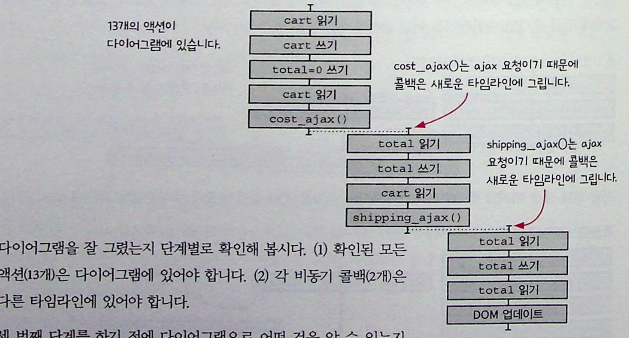 13개의 액션이
다이어그램에 있습니다.
cart 읽기
cart 쓰기
total=0 쓰기
cart 읽기
cost_ajax()
cost_ajax()는 ajax 요청이기 때문에
콜백은 새로운 타임라인에 그립니다.
total 읽기
total 쓰기
cart 읽기
shipping_ajax()
shipping_ajax()는 ajax
요청이기 때문에 콜백은
새로운 타임라인에 그립니다.
total 읽기
total 쓰기
total 읽기
DOM 업데이트
다이어그램을 잘 그렸는지 단계별로 확인해 봅시다. (1) 확인된 모든
액션(13개)은 다이어그램에 있어야 합니다. (2) 각 비동기 콜백(2개)은
다른 타임라인에 있어야 합니다.
세 번째 단계를 하기 전에 다이어그램으로 어떤 것을 알 수 있는지